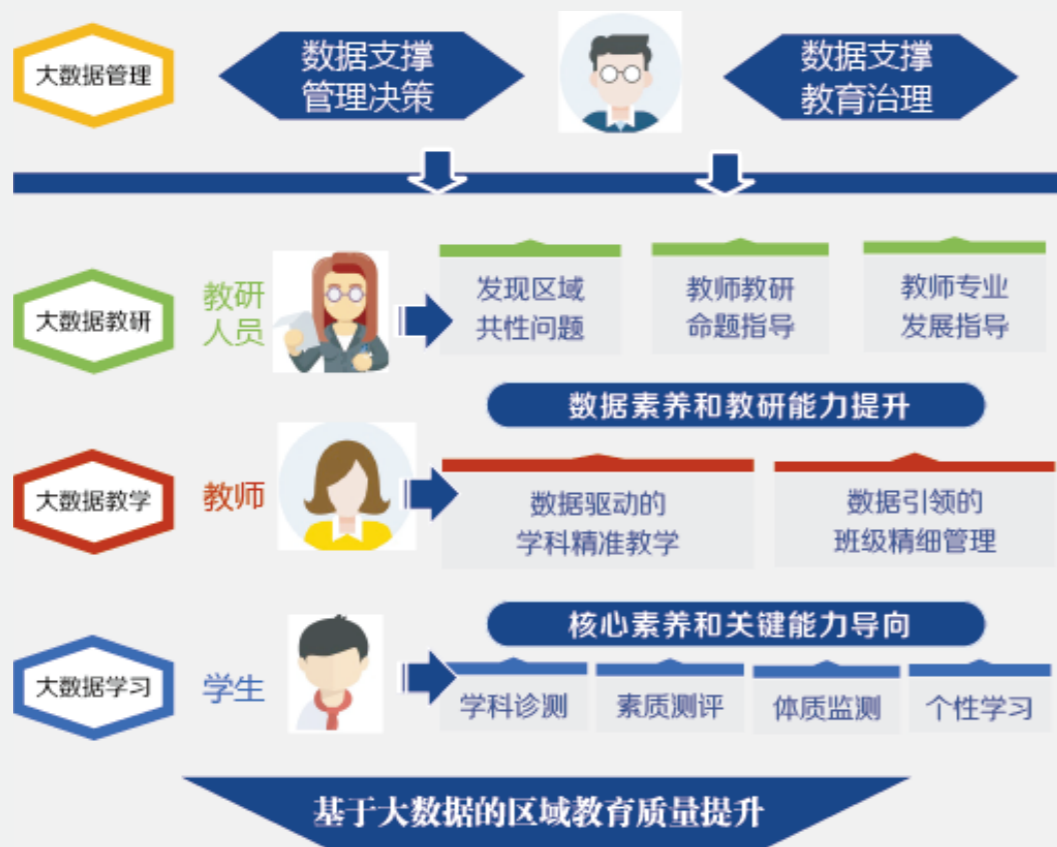 大数据管理
数据支撑
管理决策
数据支撑
教育治理
大数据教研
教研
人员
发现区域
共性问题
教师教研
命题指导
教师专业
发展指导
数据素养和教研能力提升
大数据教学
教师
数据驱动的
学科精准教学
数据引领的
班级精细管理
核心素养和关键能力导向
大数据学习
学生
学科诊测
素质测评
体质监测
个性学习
基于大数据的区域教育质量提升